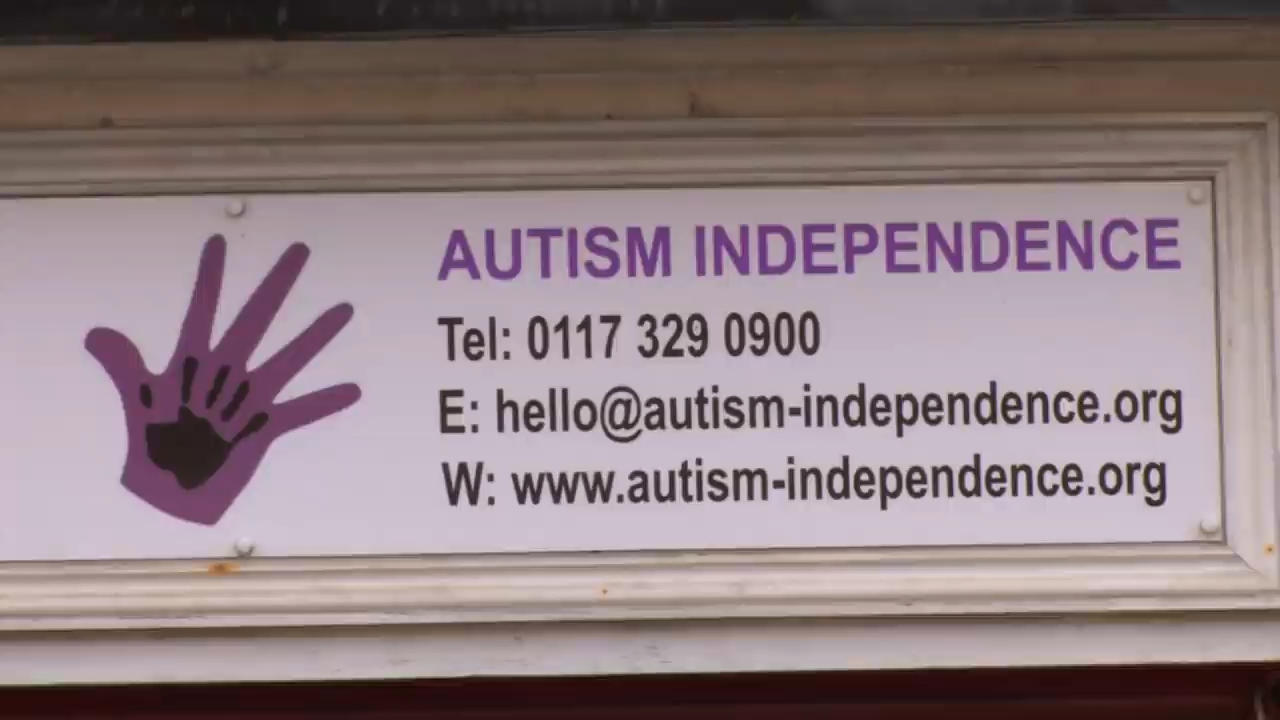 AUTISM INDEPENDENCE
Tel: 0117 329 0900
E: hello@autism-independence.org
W: www.autism-independence.org